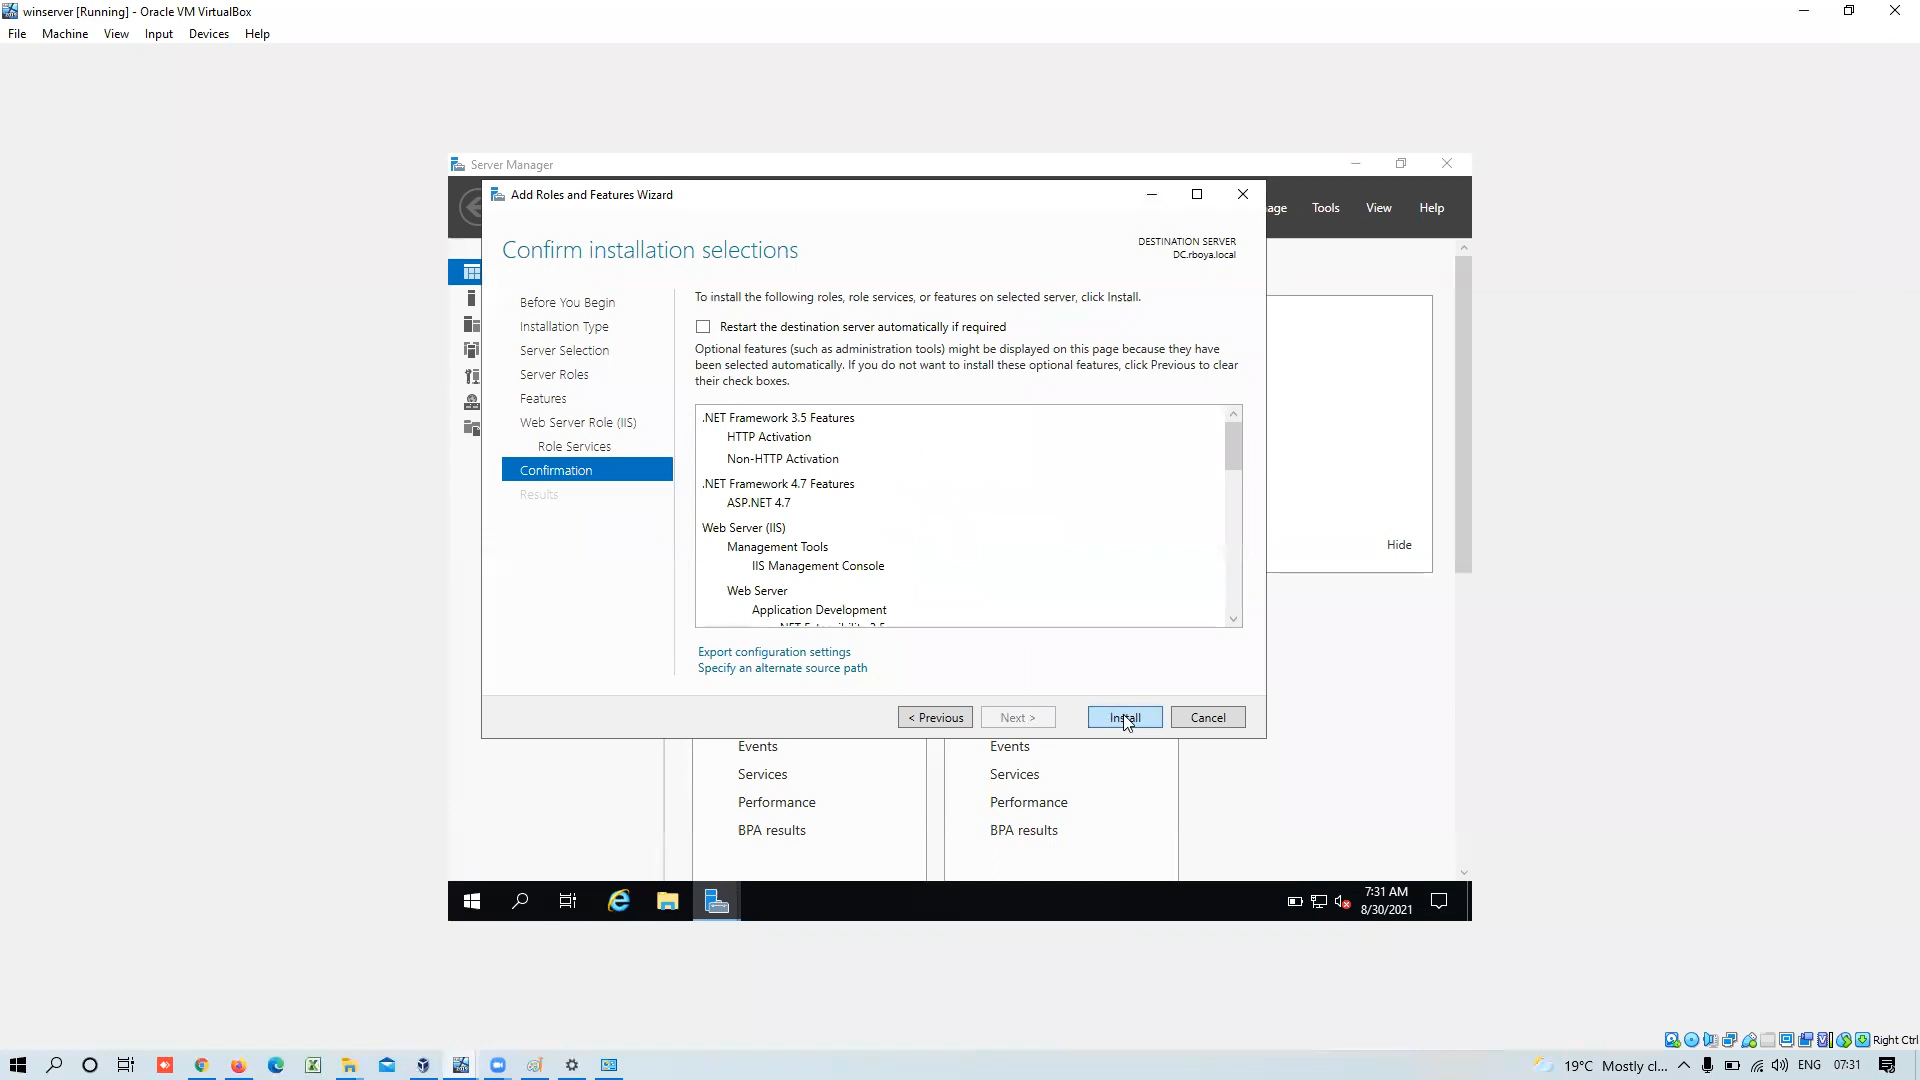 winserver [Running] - Oracle VM VirtualBox
File Machine View Input Devices Help
Server Manager
Add Roles and Features Wizard
age Tools View Help
Confirm installation selections
DESTINATION SERVER
DC.rboya.local
Before You Begin
Installation Type
Server Selection
Server Roles
Features
Web Server Role (IIS)
Role Services
Confirmation
Results
To install the following roles, role services, or features on selected server, click Install.
Restart the destination server automatically if required
Optional features (such as administration tools) might be displayed on this page because they have
been selected automatically. If you do not want to install these optional features, click Previous to clear
their check boxes.
.NET Framework 3.5 Features
HTTP Activation
Non-HTTP Activation
.NET Framework 4.7 Features
ASP.NET 4.7
Web Server (IIS)
Management Tools
IIS Management Console
Web Server
Application Development
.NET Extensibility 3.5
Hide
Export configuration settings
Specify an alternate source path
< Previous Next > Install Cancel
Events
Services
Performance
BPA results
Events
Services
Performance
BPA results
7:31 AM
8/30/2021
Right Ctrl
19°C Mostly cl... ENG 07:31